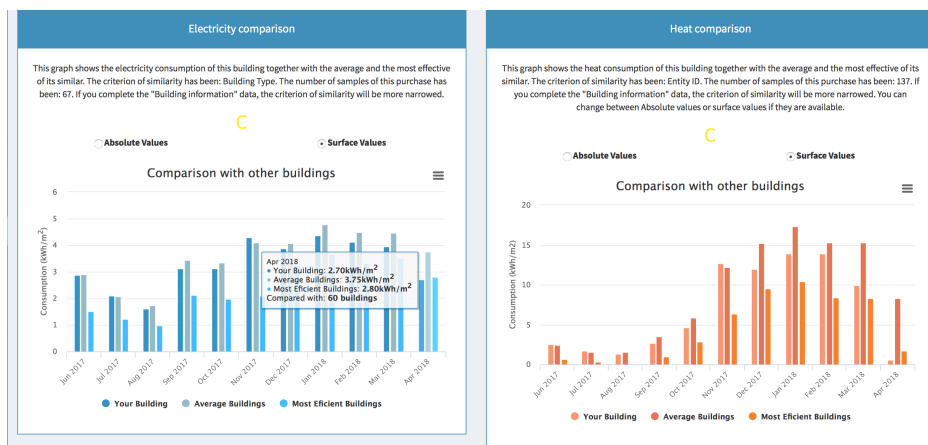 Electricity comparison
This graph shows the electricity consumption of this building together with the average and the most effective
of its similar. The criterion of similarity has been: Building Type. The number of samples of this purchase has
been: 67. If you complete the "Building information" data, the criterion of similarity will be more narrowed.
C
Absolute Values
Surface Values
Comparison with other buildings
Consumption (kWh/m²)
6
5
4
3
2
1
0
Apr 2018
Your Building: 2.70kWh/m²
Average Buildings: 3.75kWh/m²
Most Eficient Buildings: 2.80kWh/m²
Compared with: 60 buildings
Jun 2017
Jul 2017
Aug 2017
Sep 2017
Oct 2017
Nov 2017
Dec 2017
Jan 2018
Feb 2018
Mar 2018
Apr 2018
Your Building
Average Buildings
Most Eficient Buildings
Heat comparison
This graph shows the heat consumption of this building together with the average and the most effective of its
similar. The criterion of similarity has been: Entity ID. The number of samples of this purchase has been: 137. If
you complete the "Building information" data, the criterion of similarity will be more narrowed. You can
change between Absolute values or surface values if they are available.
C
Absolute Values
Surface Values
Comparison with other buildings
Consumption (kWh/m2)
20
15
10
5
0
Jun 2017
Jul 2017
Aug 2017
Sep 2017
Oct 2017
Nov 2017
Dec 2017
Jan 2018
Feb 2018
Mar 2018
Apr 2018
Your Building
Average Buildings
Most Eficient Buildings